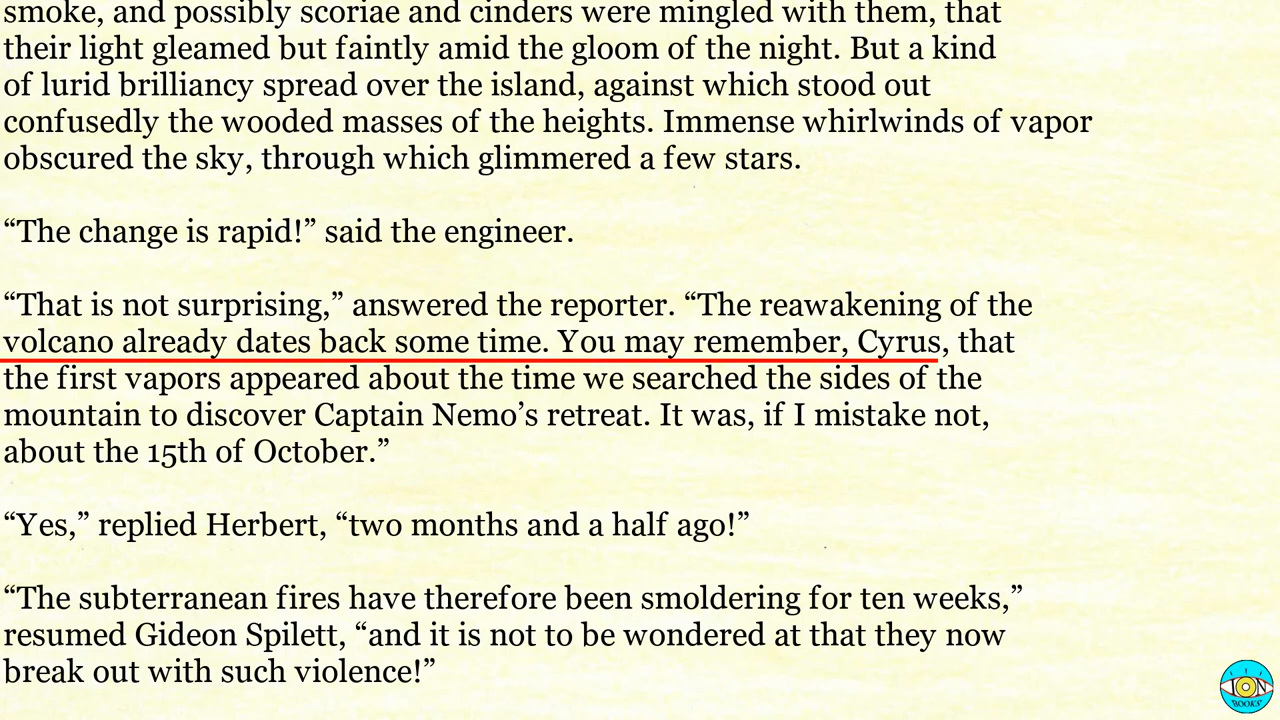 smoke, and possibly scoriae and cinders were mingled with them, that
their light gleamed but faintly amid the gloom of the night. But a kind
of lurid brilliancy spread over the island, against which stood out
confusedly the wooded masses of the heights. Immense whirlwinds of vapor
obscured the sky, through which glimmered a few stars.
“The change is rapid!” said the engineer.
“That is not surprising,” answered the reporter. “The reawakening of the
volcano already dates back some time. You may remember, Cyrus, that
the first vapors appeared about the time we searched the sides of the
mountain to discover Captain Nemo’s retreat. It was, if I mistake not,
about the 15th of October.”
“Yes,” replied Herbert, “two months and a half ago!”
“The subterranean fires have therefore been smoldering for ten weeks,”
resumed Gideon Spilett, “and it is not to be wondered at that they now
break out with such violence!”
ION
BOOKS